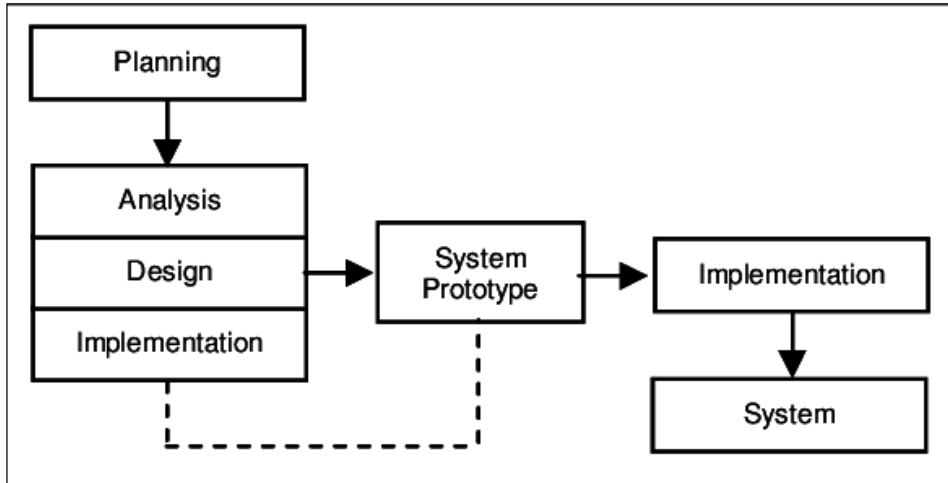 Planning
Analysis
Design
Implementation
System
Prototype
Implementation
System